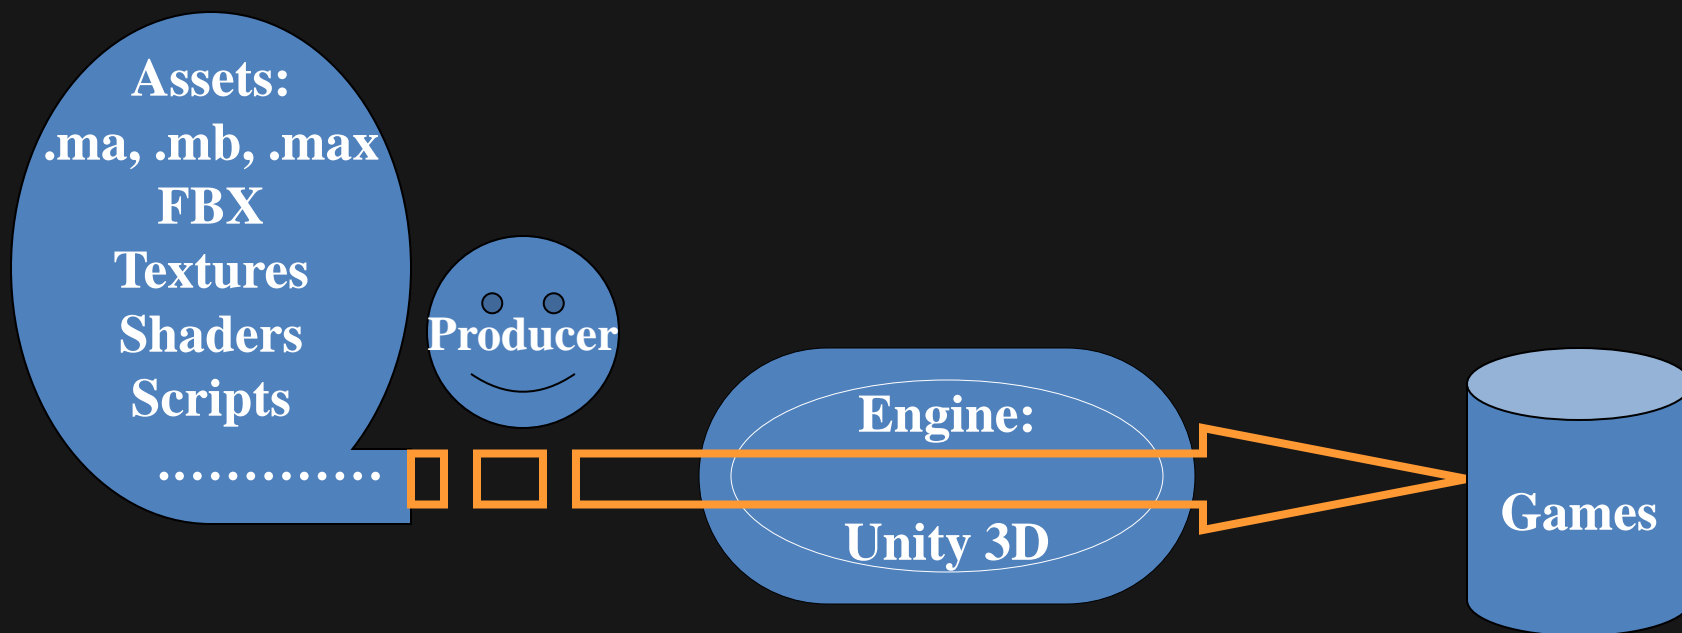 Assets:
.ma, .mb, .max
FBX
Textures
Shaders
Scripts
.............
Producer
Engine:
Unity 3D
Games